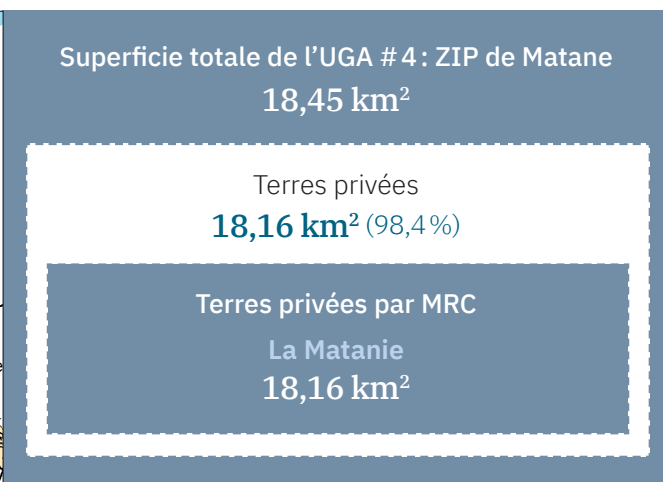 Superficie totale de l’UGA #4 : ZIP de Matane
18,45 km²
Terres privées
18,16 km² (98,4 %)
Terres privées par MRC
La Matanie
18,16 km²